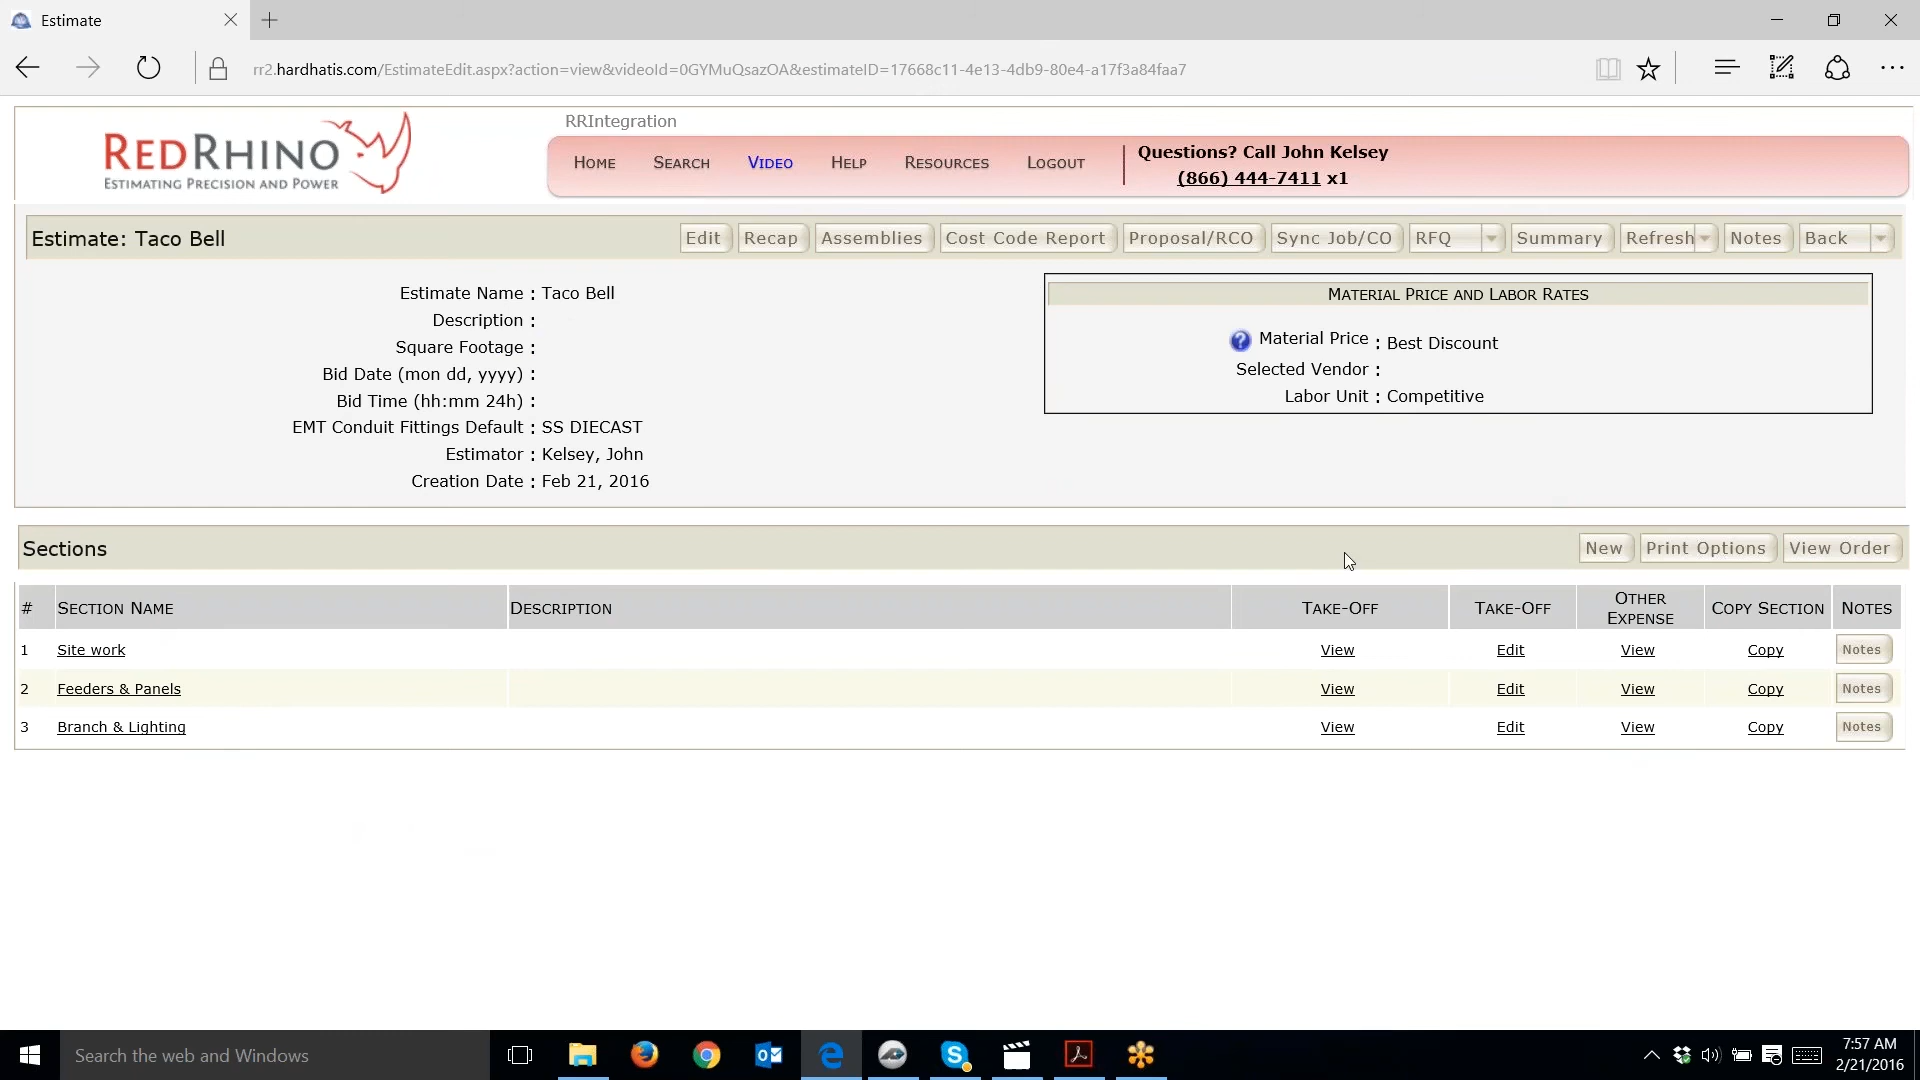 Estimate
rr2.hardhatis.com/EstimateEdit.aspx?action=view&videoId=0GYMuQsazOA&estimateID=17668c11-4e13-4db9-80e4-a17f3a84faa7
REDRHINO
ESTIMATING PRECISION AND POWER
RRIntegration
HOME SEARCH VIDEO HELP RESOURCES LOGOUT
Questions? Call John Kelsey
(866) 444-7411 x1
Estimate: Taco Bell
Edit Recap Assemblies Cost Code Report Proposal/RCO Sync Job/CO RFQ Summary Refresh Notes Back
Estimate Name : Taco Bell
Description :
Square Footage :
Bid Date (mon dd, yyyy) :
Bid Time (hh:mm 24h) :
EMT Conduit Fittings Default : SS DIECAST
Estimator : Kelsey, John
Creation Date : Feb 21, 2016
MATERIAL PRICE AND LABOR RATES
? Material Price : Best Discount
Selected Vendor :
Labor Unit : Competitive
Sections
New Print Options View Order
# SECTION NAME DESCRIPTION TAKE-OFF TAKE-OFF OTHER EXPENSE COPY SECTION NOTES
1 Site work View Edit View Copy Notes
2 Feeders & Panels View Edit View Copy Notes
3 Branch & Lighting View Edit View Copy Notes
Search the web and Windows
7:57 AM
2/21/2016